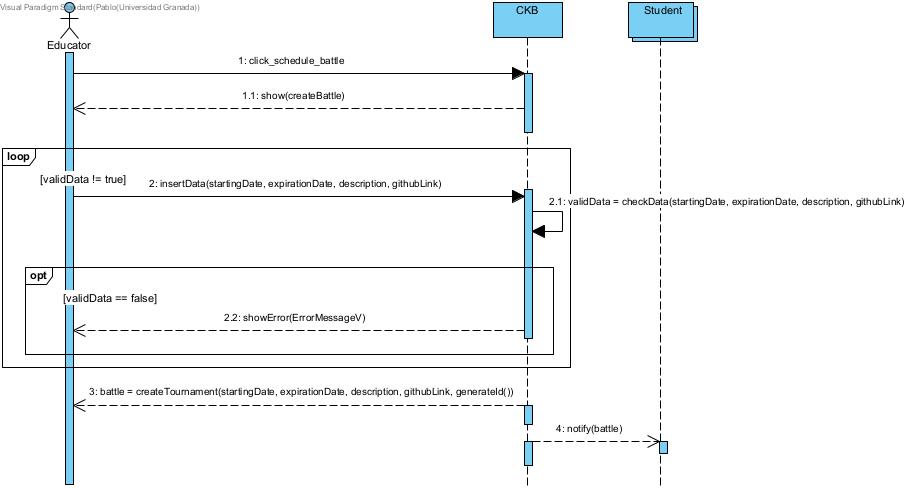 Visual Paradigm Standard(Pablo(Universidad Granada))
Educator
CKB
Student
1: click_schedule_battle
1.1: show(createBattle)
loop
[validData != true]
2: insertData(startingDate, expirationDate, description, githubLink)
2.1: validData = checkData(startingDate, expirationDate, description, githubLink)
opt
[validData == false]
2.2: showError(ErrorMessageV)
3: battle = createTournament(startingDate, expirationDate, description, githubLink, generateId())
4: notify(battle)